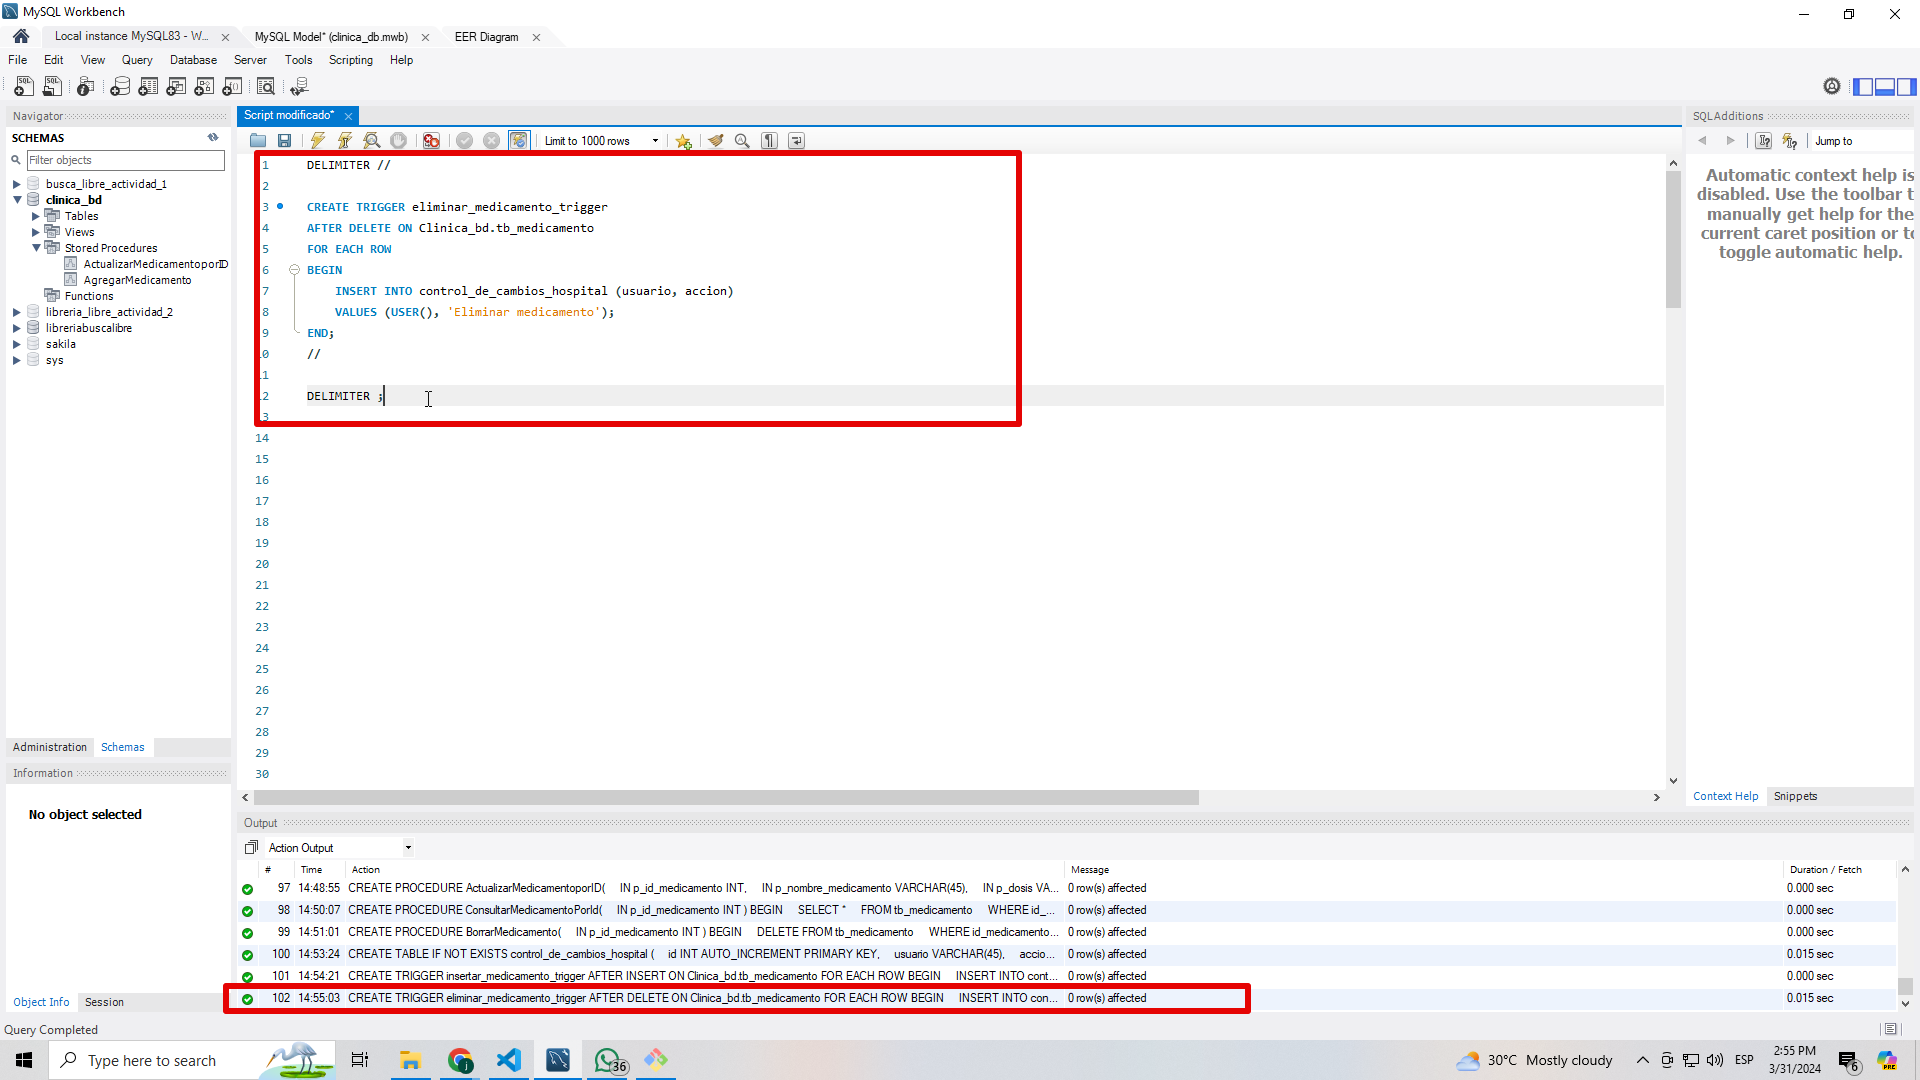 MySQL Workbench
Local instance MySQL83 - W... MySQL Model* (clinica_db.mwb) EER Diagram
File Edit View Query Database Server Tools Scripting Help
Navigator
SCHEMAS
Filter objects
busca_libre_actividad_1
clinica_bd
Tables
Views
Stored Procedures
ActualizarMedicamentoporID
AgregarMedicamento
Functions
libreria_libre_actividad_2
libreriabuscalibre
sakila
sys
Administration Schemas
Information
No object selected
Object Info Session
Script modificado*
Limit to 1000 rows
1 DELIMITER //
2
3 CREATE TRIGGER eliminar_medicamento_trigger
4 AFTER DELETE ON Clinica_bd.tb_medicamento
5 FOR EACH ROW
6 BEGIN
7 INSERT INTO control_de_cambios_hospital (usuario, accion)
8 VALUES (USER(), 'Eliminar medicamento');
9 END;
0 //
1
2 DELIMITER ;
3
14
15
16
17
18
19
20
21
22
23
24
25
26
27
28
29
30
SQLAdditions
Jump to
Automatic context help is
disabled. Use the toolbar t
manually get help for the
current caret position or to
toggle automatic help.
Context Help Snippets
Output
Action Output
# Time Action Message Duration / Fetch
97 14:48:55 CREATE PROCEDURE ActualizarMedicamentoporID( IN p_id_medicamento INT, IN p_nombre_medicamento VARCHAR(45), IN p_dosis VA... 0 row(s) affected 0.000 sec
98 14:50:07 CREATE PROCEDURE ConsultarMedicamentoPorId( IN p_id_medicamento INT ) BEGIN SELECT * FROM tb_medicamento WHERE id_... 0 row(s) affected 0.000 sec
99 14:51:01 CREATE PROCEDURE BorrarMedicamento( IN p_id_medicamento INT ) BEGIN DELETE FROM tb_medicamento WHERE id_medicamento... 0 row(s) affected 0.000 sec
100 14:53:24 CREATE TABLE IF NOT EXISTS control_de_cambios_hospital ( id INT AUTO_INCREMENT PRIMARY KEY, usuario VARCHAR(45), accio... 0 row(s) affected 0.015 sec
101 14:54:21 CREATE TRIGGER insertar_medicamento_trigger AFTER INSERT ON Clinica_bd.tb_medicamento FOR EACH ROW BEGIN INSERT INTO cont... 0 row(s) affected 0.000 sec
102 14:55:03 CREATE TRIGGER eliminar_medicamento_trigger AFTER DELETE ON Clinica_bd.tb_medicamento FOR EACH ROW BEGIN INSERT INTO con... 0 row(s) affected 0.015 sec
Query Completed
Type here to search
36
30°C Mostly cloudy
ESP
2:55 PM
3/31/2024
6
PRE